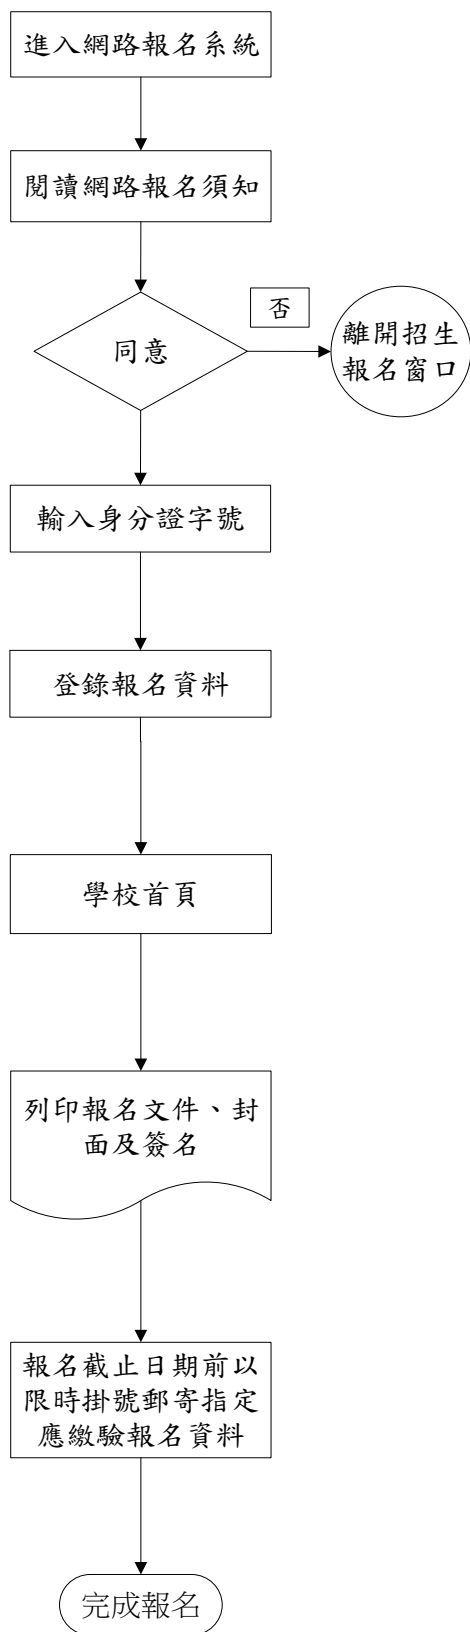 進入網路報名系統
閱讀網路報名須知
同意
否
離開招生
報名窗口
輸入身分證字號
登錄報名資料
學校首頁
列印報名文件、封
面及簽名
報名截止日期前以
限時掛號郵寄指定
應繳驗報名資料
完成報名